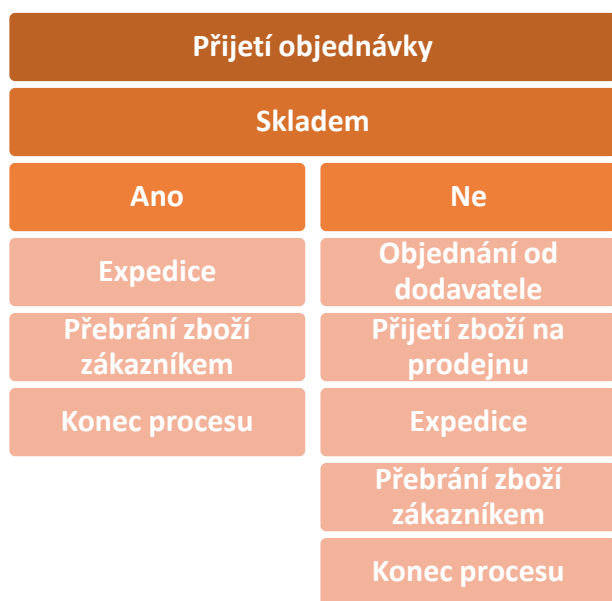 Přijetí objednávky
Skladem
Ano
Ne
Expedice
Objednání od
dodavatele
Přebrání zboží
zákazníkem
Přijetí zboží na
prodejnu
Konec procesu
Expedice
Přebrání zboží
zákazníkem
Konec procesu